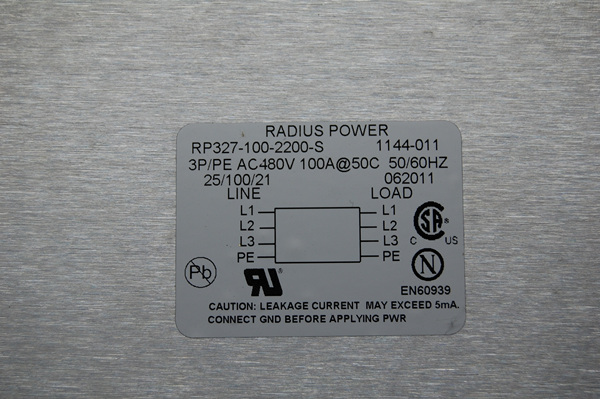 RADIUS POWER
RP327-100-2200-S 1144-011
3P/PE AC480V 100A@50C 50/60HZ
25/100/21 062011
LINE LOAD
L1 L1
L2 L2
L3 L3
PE PE
SA ®
C US
Pb
RU
N
EN60939
CAUTION: LEAKAGE CURRENT MAY EXCEED 5mA.
CONNECT GND BEFORE APPLYING PWR